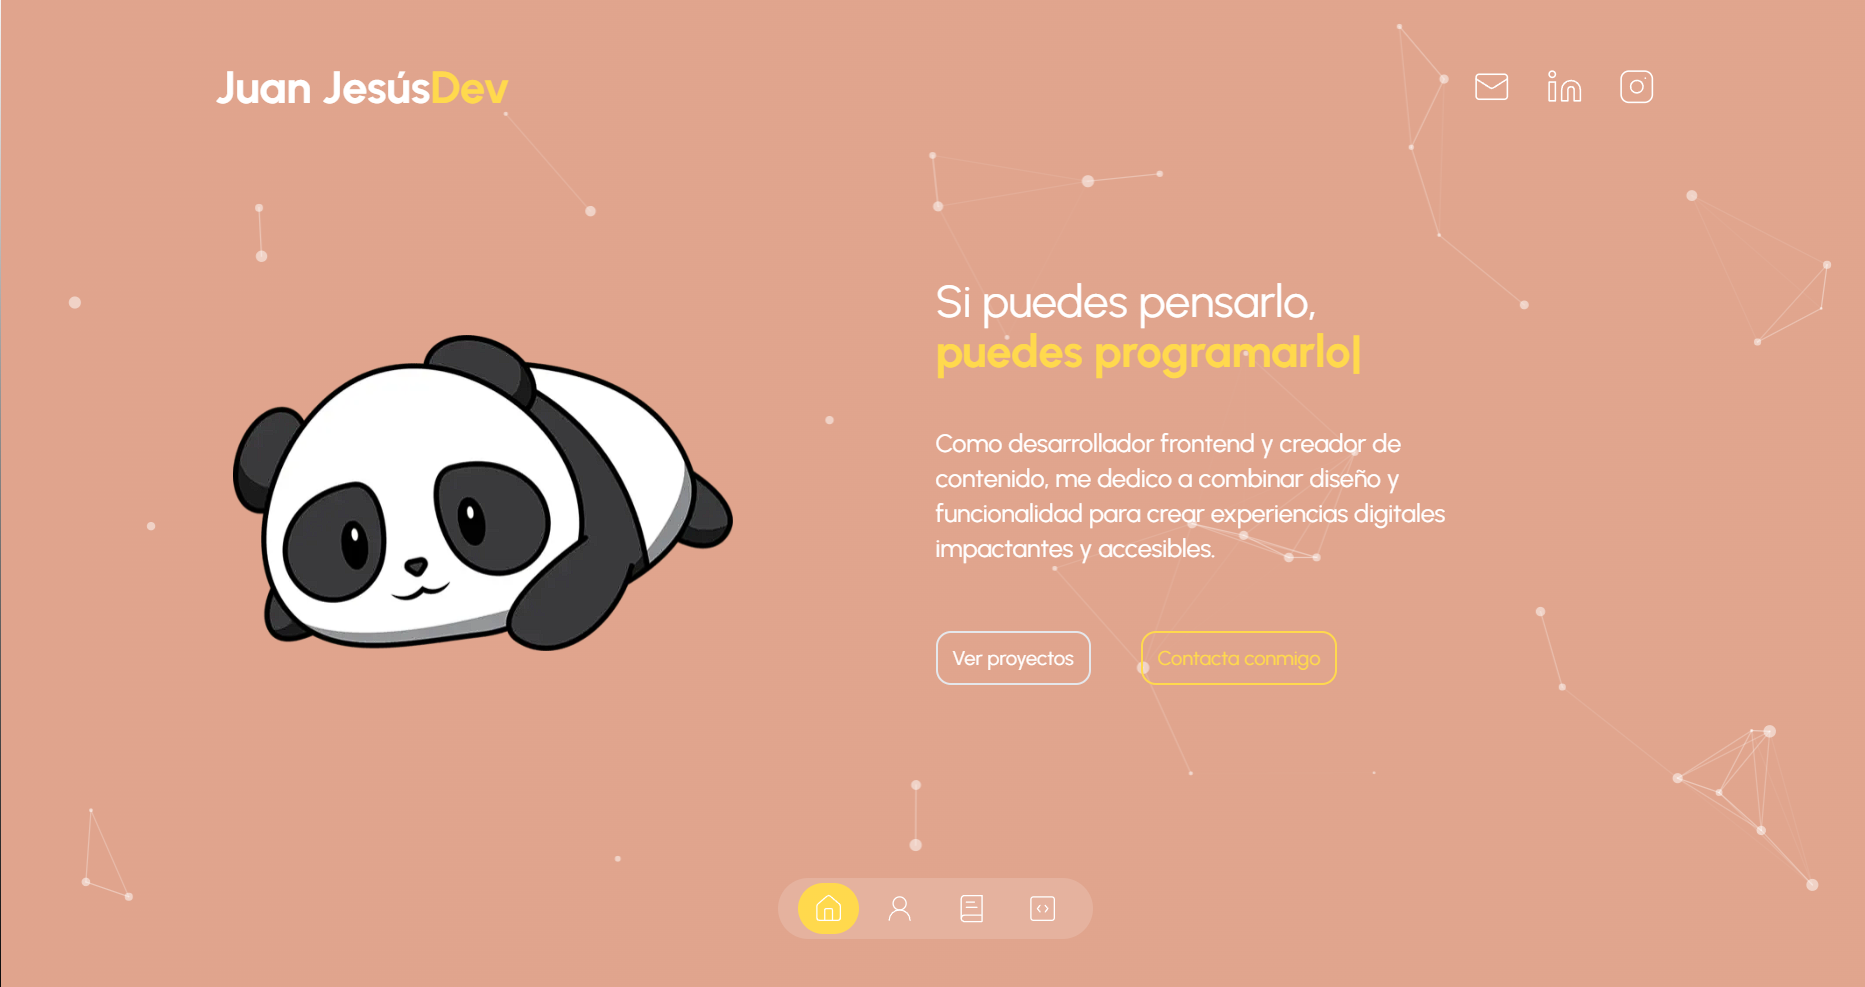 Juan JesúsDev
Si puedes pensarlo,
puedes programarlo|
Como desarrollador frontend y creador de
contenido, me dedico a combinar diseño y
funcionalidad para crear experiencias digitales
impactantes y accesibles.
Ver proyectos
Contacta conmigo